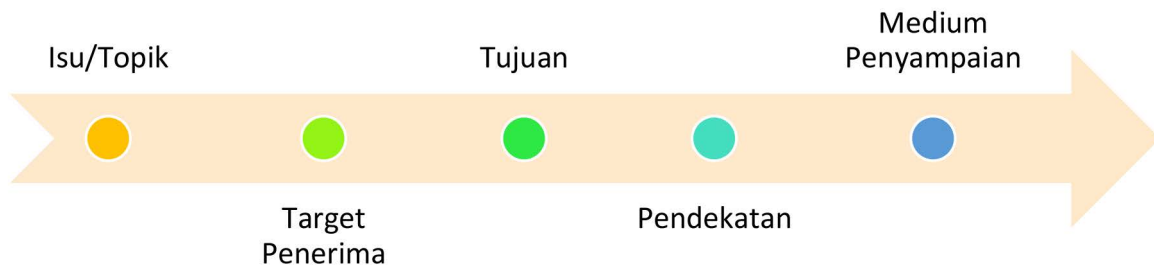 Isu/Topik
Target
Penerima
Tujuan
Pendekatan
Medium
Penyampaian